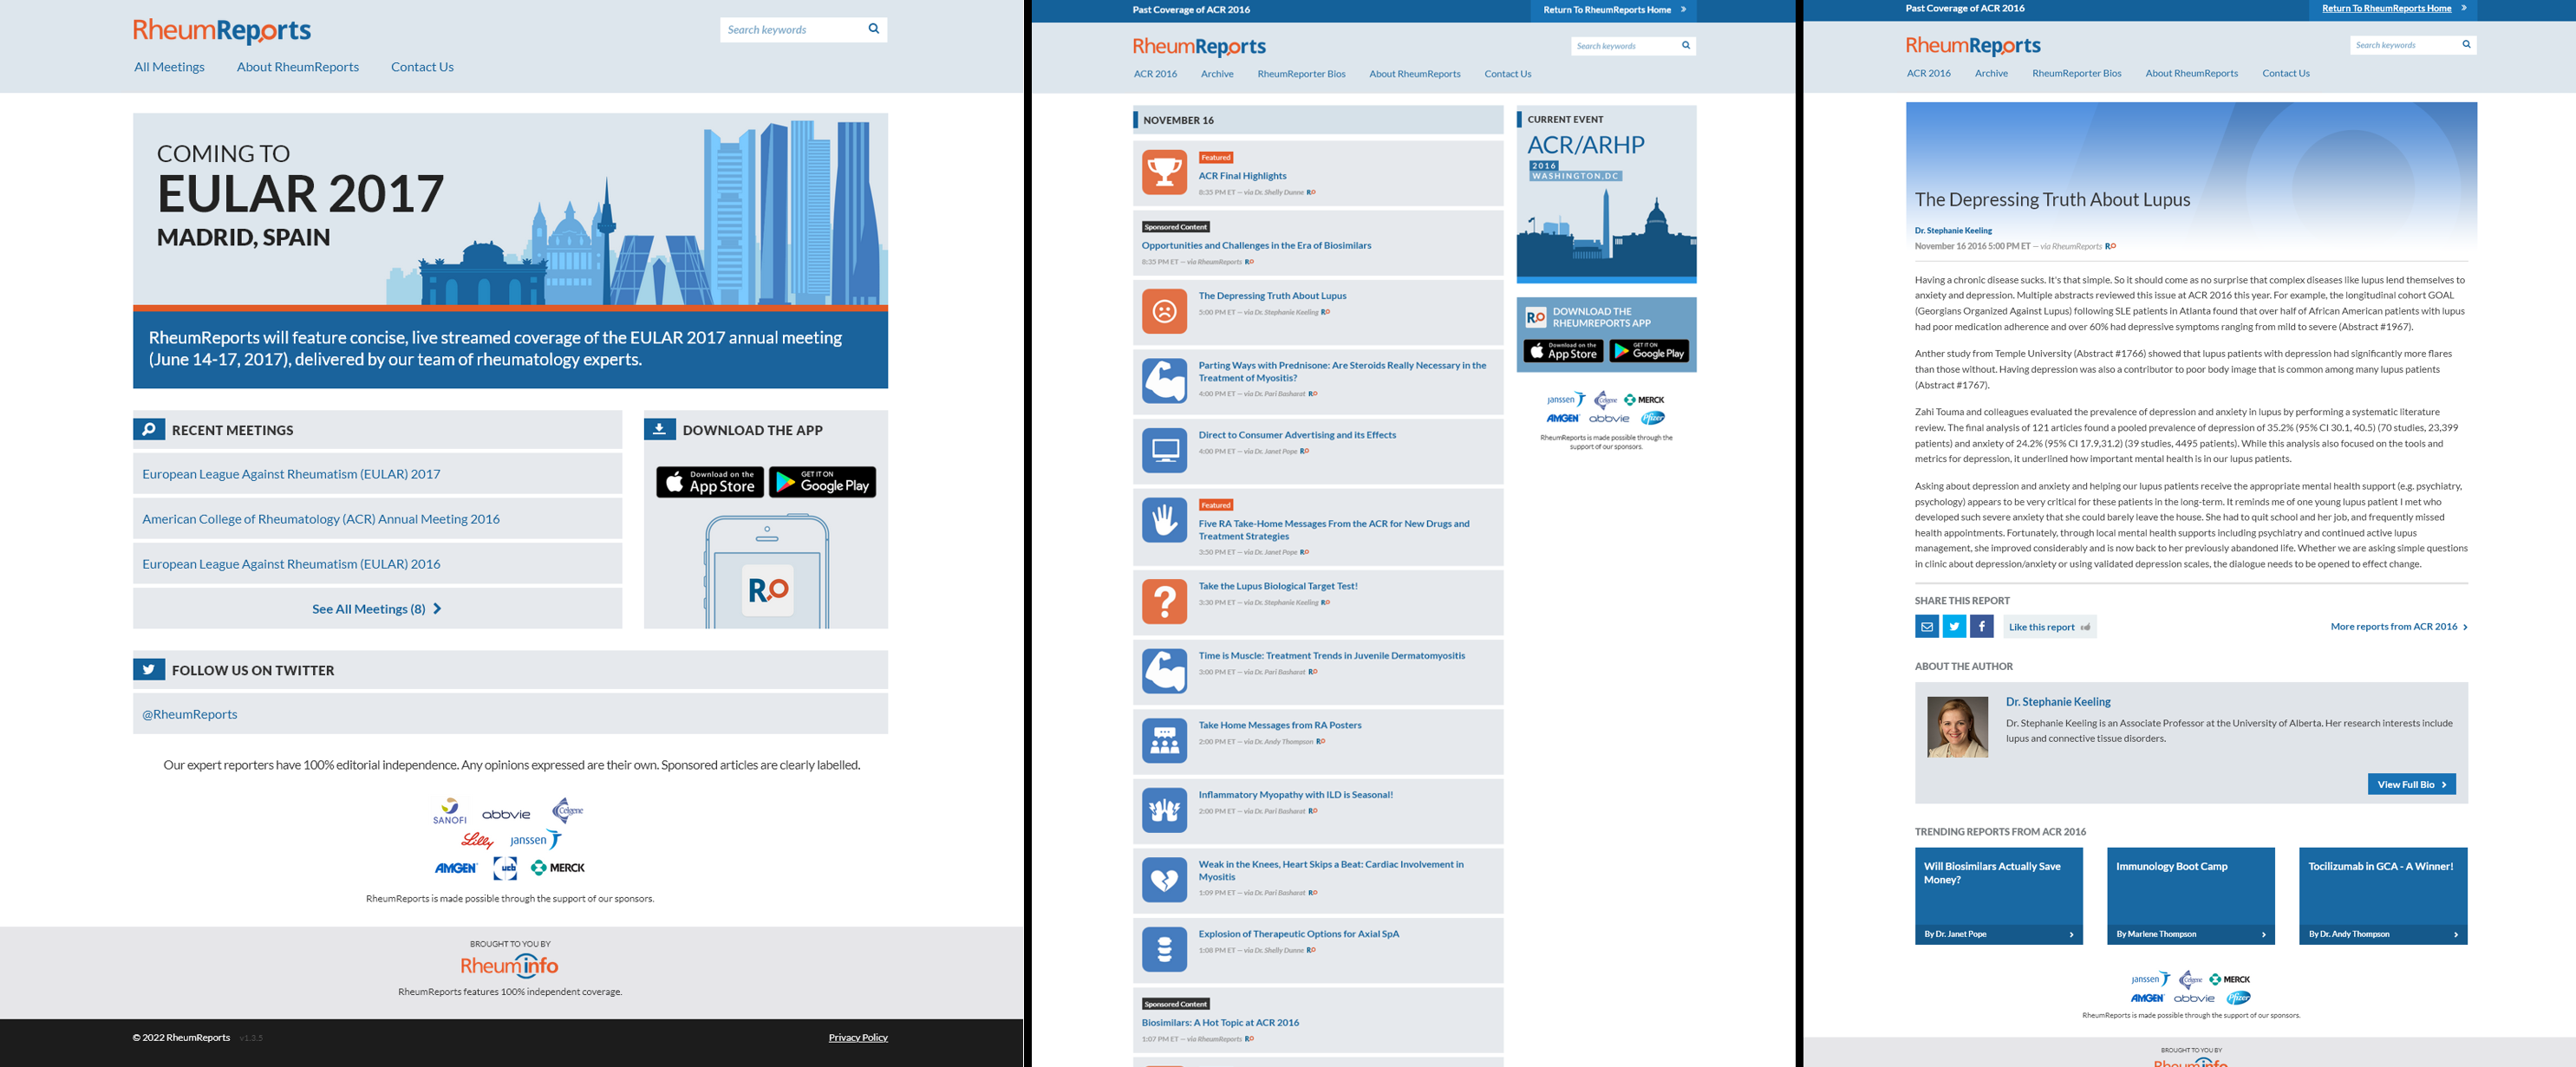 RheumReports
Search keywords
All Meetings About RheumReports Contact Us
COMING TO
EULAR 2017
MADRID, SPAIN
RheumReports will feature concise, live streamed coverage of the EULAR 2017 annual meeting
(June 14-17, 2017), delivered by our team of rheumatology experts.
RECENT MEETINGS
European League Against Rheumatism (EULAR) 2017
American College of Rheumatology (ACR) Annual Meeting 2016
European League Against Rheumatism (EULAR) 2016
See All Meetings (8)
DOWNLOAD THE APP
Download on the
App Store
GET IT ON
Google Play
RO
FOLLOW US ON TWITTER
@RheumReports
Our expert reporters have 100% editorial independence. Any opinions expressed are their own. Sponsored articles are clearly labelled.
SANOFI abbvie Celgene
Lilly janssen
AMGEN ucb MERCK
RheumReports is made possible through the support of our sponsors.
BROUGHT TO YOU BY
Rheuminfo
RheumReports features 100% independent coverage.
© 2022 RheumReports v1.3.5
Privacy Policy
Past Coverage of ACR 2016
Return To RheumReports Home »
RheumReports
Search keywords
ACR 2016 Archive RheumReporter Bios About RheumReports Contact Us
NOVEMBER 16
Featured
ACR Final Highlights
8:35 PM ET — via Dr. Shelly Dunne RO
Sponsored Content
Opportunities and Challenges in the Era of Biosimilars
8:35 PM ET — via RheumReports RO
The Depressing Truth About Lupus
5:00 PM ET — via Dr. Stephanie Keeling RO
Parting Ways with Prednisone: Are Steroids Really Necessary in the
Treatment of Myositis?
4:00 PM ET — via Dr. Pari Basharat RO
Direct to Consumer Advertising and its Effects
4:00 PM ET — via Dr. Janet Pope RO
Featured
Five RA Take-Home Messages From the ACR for New Drugs and
Treatment Strategies
3:50 PM ET — via Dr. Janet Pope RO
Take the Lupus Biological Target Test!
3:30 PM ET — via Dr. Stephanie Keeling RO
Time is Muscle: Treatment Trends in Juvenile Dermatomyositis
3:00 PM ET — via Dr. Pari Basharat RO
Take Home Messages from RA Posters
2:00 PM ET — via Dr. Andy Thompson RO
Inflammatory Myopathy with ILD is Seasonal!
2:00 PM ET — via Dr. Pari Basharat RO
Weak in the Knees, Heart Skips a Beat: Cardiac Involvement in
Myositis
1:09 PM ET — via Dr. Pari Basharat RO
Explosion of Therapeutic Options for Axial SpA
1:08 PM ET — via Dr. Shelly Dunne RO
Sponsored Content
Biosimilars: A Hot Topic at ACR 2016
1:07 PM ET — via RheumReports RO
CURRENT EVENT
ACR/ARHP
2016
WASHINGTON,DC
RO
DOWNLOAD THE
RHEUMREPORTS APP
Download on the
App Store
GET IT ON
Google Play
janssen Celgene MERCK
AMGEN abbvie Pfizer
RheumReports is made possible through the
support of our sponsors.
Past Coverage of ACR 2016
Return To RheumReports Home »
RheumReports
Search keywords
ACR 2016 Archive RheumReporter Bios About RheumReports Contact Us
The Depressing Truth About Lupus
Dr. Stephanie Keeling
November 16 2016 5:00 PM ET — via RheumReports RO
Having a chronic disease sucks. It's that simple. So it should come as no surprise that complex diseases like lupus lend themselves to
anxiety and depression. Multiple abstracts reviewed this issue at ACR 2016 this year. For example, the longitudinal cohort GOAL
(Georgians Organized Against Lupus) following SLE patients in Atlanta found that over half of African American patients with lupus
had poor medication adherence and over 60% had depressive symptoms ranging from mild to severe (Abstract #1967).
Anther study from Temple University (Abstract #1766) showed that lupus patients with depression had significantly more flares
than those without. Having depression was also a contributor to poor body image that is common among many lupus patients
(Abstract #1767).
Zahi Touma and colleagues evaluated the prevalence of depression and anxiety in lupus by performing a systematic literature
review. The final analysis of 121 articles found a pooled prevalence of depression of 35.2% (95% CI 30.1, 40.5) (70 studies, 23,399
patients) and anxiety of 24.2% (95% CI 17.9,31.2) (39 studies, 4495 patients). While this analysis also focused on the tools and
metrics for depression, it underlined how important mental health is in our lupus patients.
Asking about depression and anxiety and helping our lupus patients receive the appropriate mental health support (e.g. psychiatry,
psychology) appears to be very critical for these patients in the long-term. It reminds me of one young lupus patient I met who
developed such severe anxiety that she could barely leave the house. She had to quit school and her job, and frequently missed
health appointments. Fortunately, through local mental health supports including psychiatry and continued active lupus
management, she improved considerably and is now back to her previously abandoned life. Whether we are asking simple questions
in clinic about depression/anxiety or using validated depression scales, the dialogue needs to be opened to effect change.
SHARE THIS REPORT
Like this report
More reports from ACR 2016
ABOUT THE AUTHOR
Dr. Stephanie Keeling
Dr. Stephanie Keeling is an Associate Professor at the University of Alberta. Her research interests include
lupus and connective tissue disorders.
View Full Bio
TRENDING REPORTS FROM ACR 2016
Will Biosimilars Actually Save
Money?
By Dr. Janet Pope
Immunology Boot Camp
By Marlene Thompson
Tocilizumab in GCA - A Winner!
By Dr. Andy Thompson
janssen Celgene MERCK
AMGEN abbvie Pfizer
RheumReports is made possible through the support of our sponsors.
BROUGHT TO YOU BY
Rheuminfo